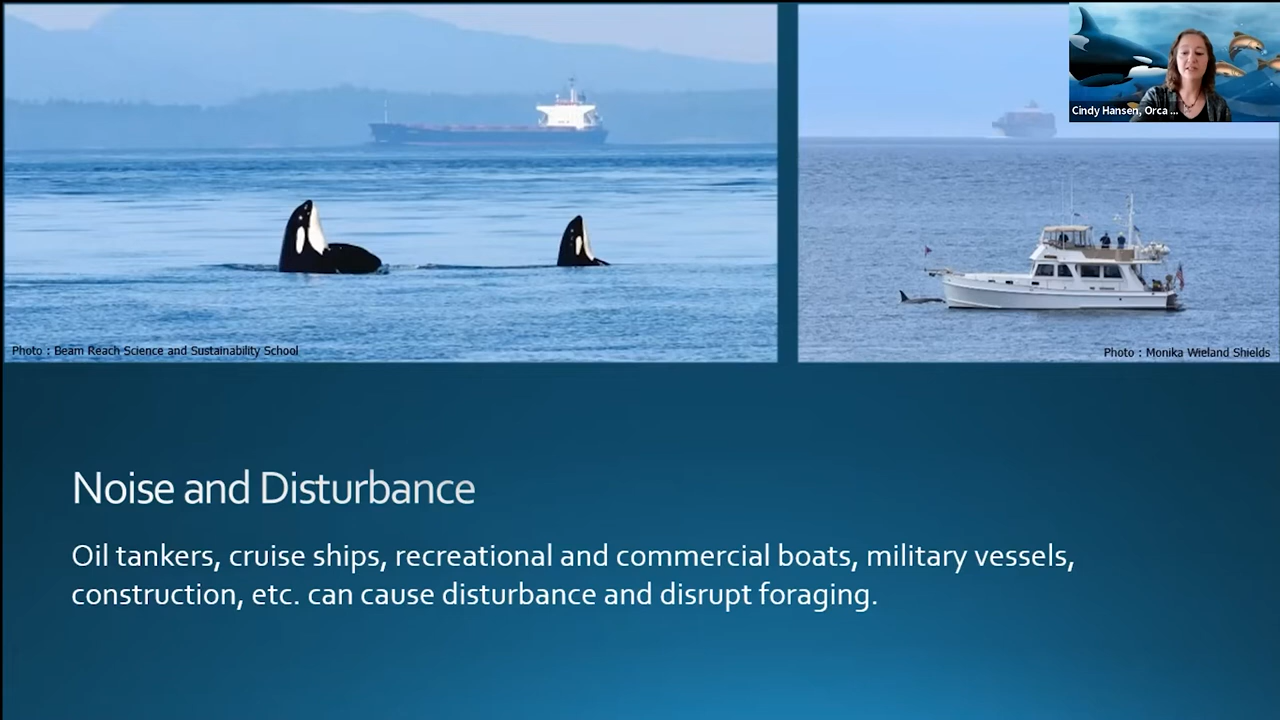 Cindy Hansen, Orca ...
Photo : Beam Reach Science and Sustainability School
Photo : Monika Wieland Shields
Noise and Disturbance
Oil tankers, cruise ships, recreational and commercial boats, military vessels,
construction, etc. can cause disturbance and disrupt foraging.